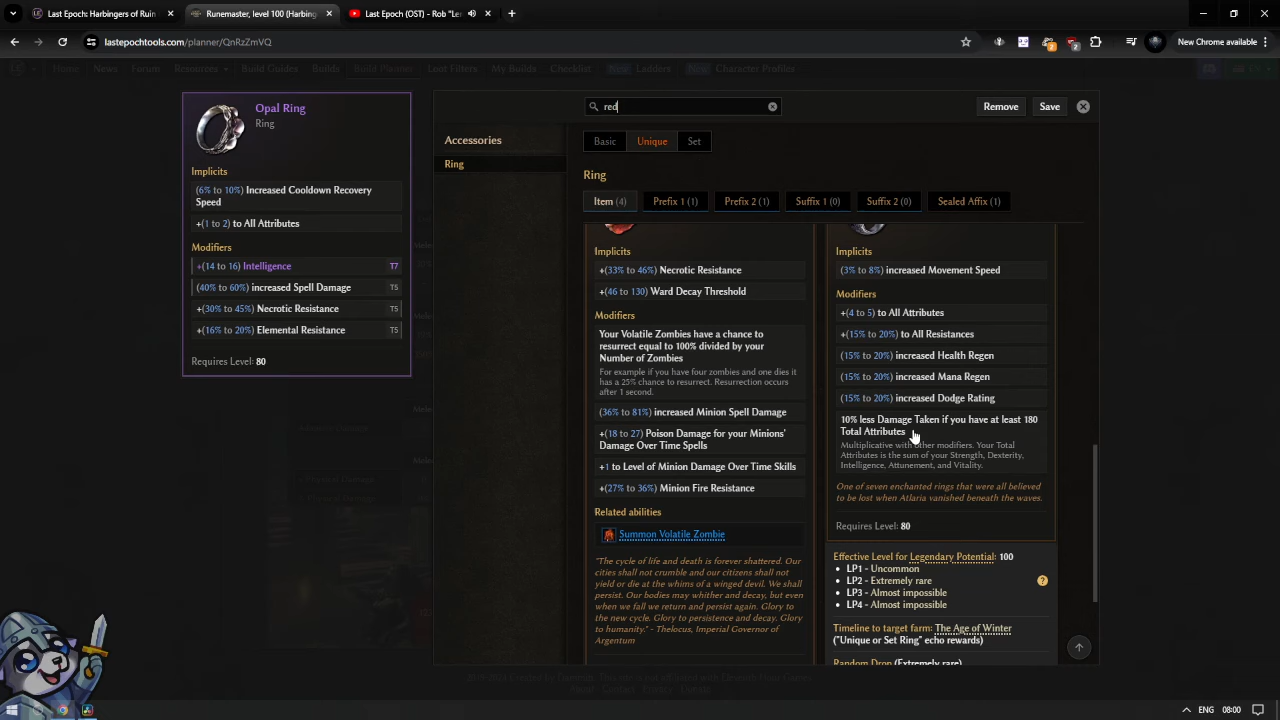 Last Epoch: Harbingers of Ruin
Runemaster, level 100 (Harbing
Last Epoch (OST) - Rob "Le
lastepochtools.com/planner/QnRzZmVQ
New Chrome available
Home
News
Forum
Resources
Build Guides
Builds
Build Planner
Loot Filters
My Builds
Checklist
New
Ladders
New
Character Profiles
Opal Ring
Ring
Implicits
(6% to 10%) Increased Cooldown Recovery
Speed
+(1 to 2) to All Attributes
Modifiers
+(14 to 16) Intelligence T7
(40% to 60%) increased Spell Damage T5
+(30% to 45%) Necrotic Resistance T5
+(16% to 20%) Elemental Resistance T5
Requires Level: 80
red
Remove
Save
Accessories
Ring
Basic
Unique
Set
Ring
Item (4)
Prefix 1 (1)
Prefix 2 (1)
Suffix 1 (0)
Suffix 2 (0)
Sealed Affix (1)
Implicits
+(33% to 46%) Necrotic Resistance
+(46 to 130) Ward Decay Threshold
Modifiers
Your Volatile Zombies have a chance to
resurrect equal to 100% divided by your
Number of Zombies
For example if you have four zombies and one dies it
has a 25% chance to resurrect. Resurrection occurs
after 1 second.
(36% to 81%) increased Minion Spell Damage
+(18 to 27) Poison Damage for your Minions'
Damage Over Time Spells
+1 to Level of Minion Damage Over Time Skills
+(27% to 36%) Minion Fire Resistance
Related abilities
Summon Volatile Zombie
"The cycle of life and death is forever shattered. Our
cities shall not crumble and our citizens shall not
yield or die at the whims of a winged devil. We shall
persist. Our bodies may whither and decay, but even
when we fall we return and persist again. Glory to
the new cycle. Glory to persistence and decay. Glory
to humanity." - Thelocus, Imperial Governor of
Argentum
Implicits
(3% to 8%) increased Movement Speed
Modifiers
+(4 to 5) to All Attributes
+(15% to 20%) to All Resistances
(15% to 20%) increased Health Regen
(15% to 20%) increased Mana Regen
(15% to 20%) increased Dodge Rating
10% less Damage Taken if you have at least 180
Total Attributes
Multiplicative with other modifiers. Your Total
Attributes is the sum of your Strength, Dexterity,
Intelligence, Attunement, and Vitality.
One of seven enchanted rings that were all believed
to be lost when Atlaria vanished beneath the waves.
Requires Level: 80
Effective Level for Legendary Potential: 100
• LP1 - Uncommon
• LP2 - Extremely rare
• LP3 - Almost impossible
• LP4 - Almost impossible
?
Timeline to target farm: The Age of Winter
("Unique or Set Ring" echo rewards)
Random Drop (Extremely rare)
ENG
08:00